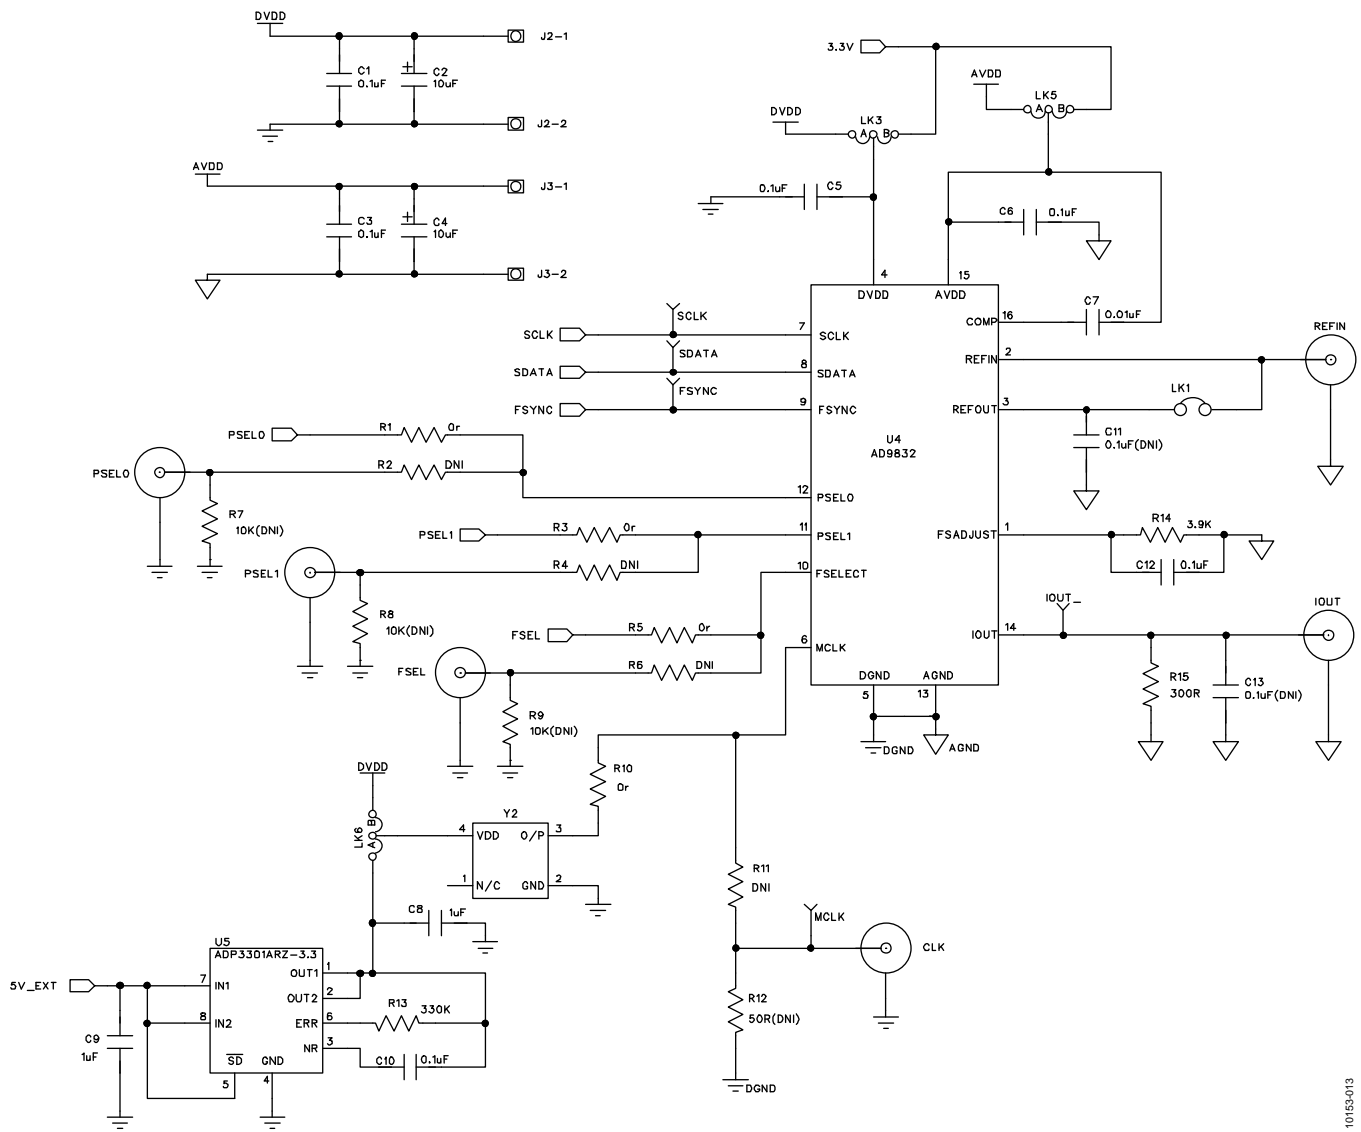 DVDD
J2-1
C1
0.1uF
+
C2
10uF
J2-2
AVDD
J3-1
C3
0.1uF
+
C4
10uF
J3-2
3.3V
AVDD
LK5
A B
DVDD
LK3
A B
0.1uF C5
C6 0.1uF
4
15
DVDD
AVDD
C7
0.01uF
COMP 16
REFIN 2
REFIN
REFOUT 3
LK1
C11
0.1uF(DNI)
SCLK
SCLK
7
SCLK
SDATA
SDATA
8
SDATA
FSYNC
FSYNC
9
FSYNC
U4
AD9832
PSEL0
R1 0r
PSEL0
R2 DNI
12
PSEL0
R7
10K(DNI)
PSEL1
R3 0r
11
PSEL1
PSEL1
R4 DNI
10
FSELECT
R8
10K(DNI)
FSADJUST 1
R14
3.9K
C12 0.1uF
FSEL
R5 0r
6
MCLK
FSEL
R6 DNI
R9
10K(DNI)
IOUT 14
IOUT_
IOUT
R15
300R
C13
0.1uF(DNI)
DGND
AGND
5
13
DGND
AGND
R10
0r
DVDD
LK6
A B
Y2
4 VDD
O/P 3
1 N/C
GND 2
C8 1uF
R11
DNI
MCLK
CLK
R12
50R(DNI)
DGND
U5
ADP3301ARZ-3.3
5V_EXT
7 IN1
OUT1 1
OUT2 2
8 IN2
ERR 6
R13
330K
NR 3
C10 0.1uF
C9
1uF
SD
GND
5
4
10153-013